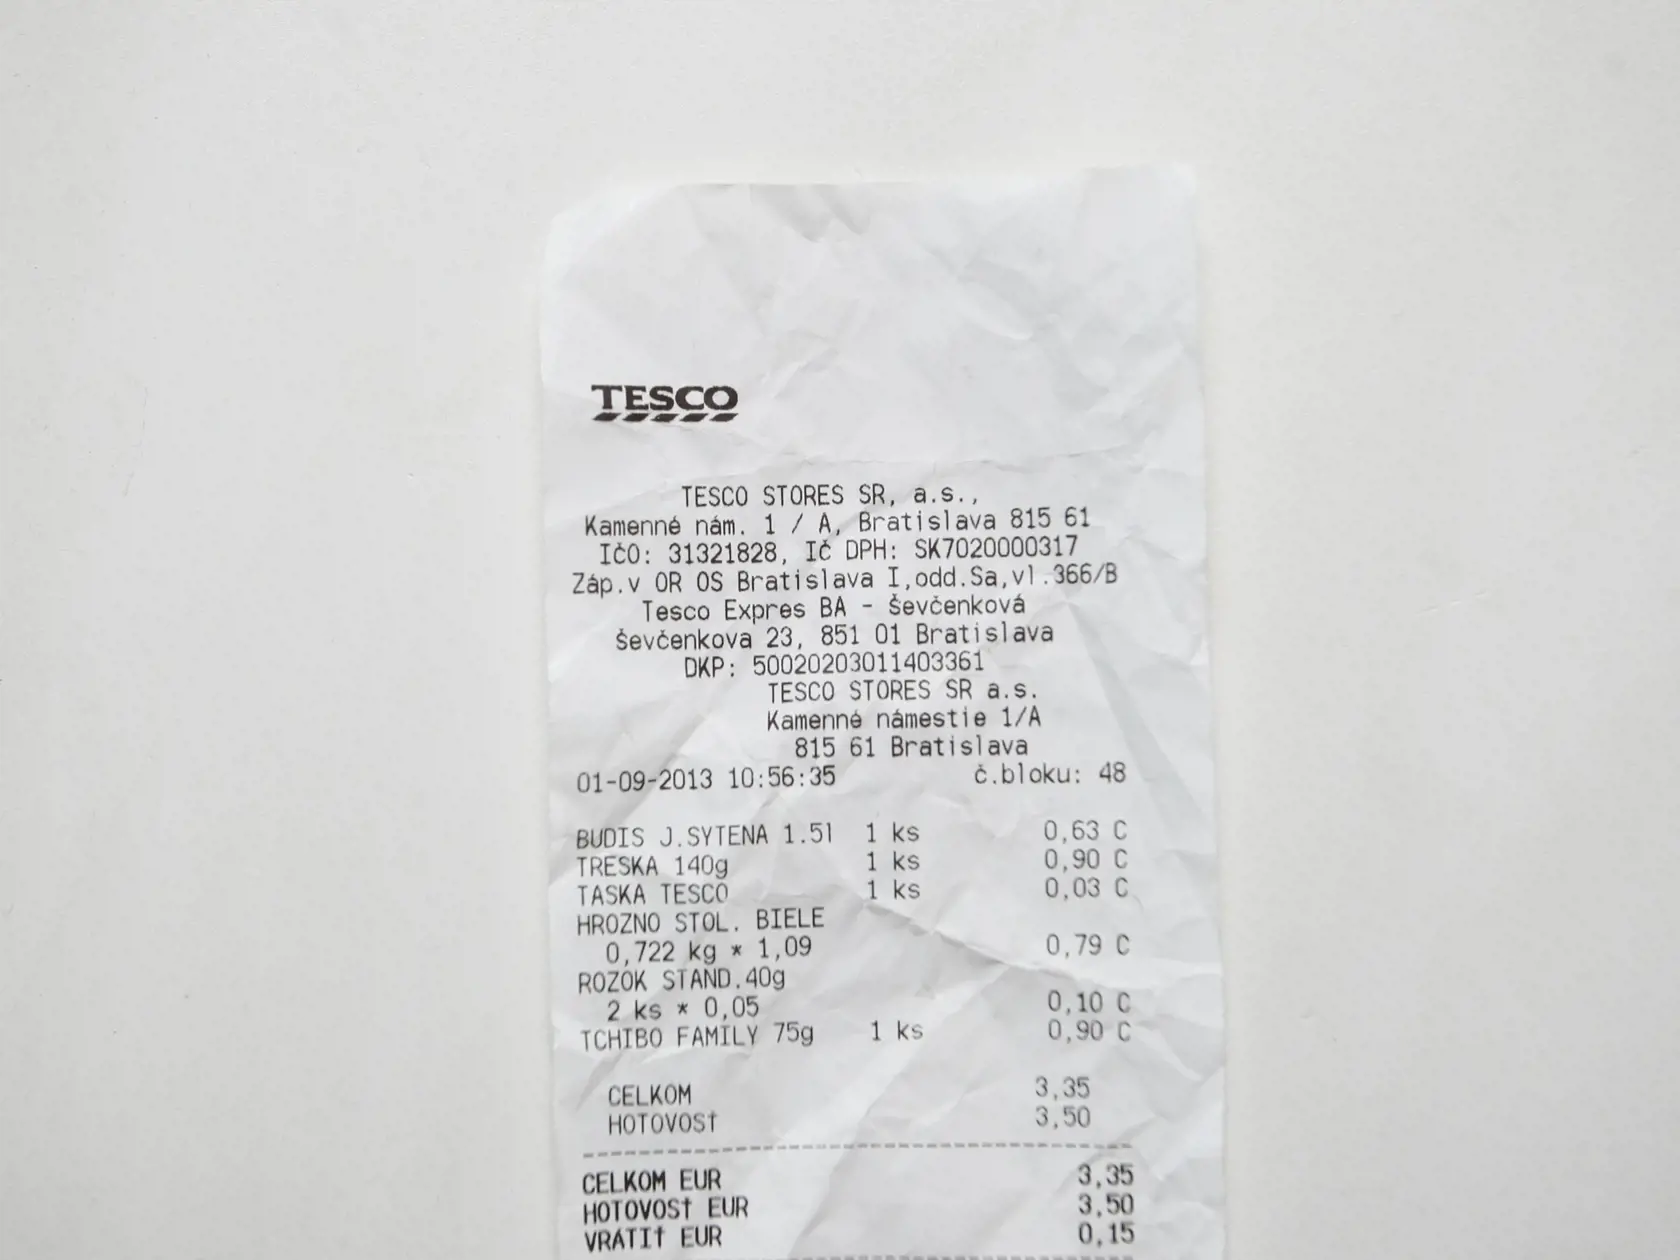 TESCO
TESCO STORES SR, a.s.,
Kamenné nám. 1 / A, Bratislava 815 61
IČO: 31321828, IČ DPH: SK7020000317
Záp.v OR OS Bratislava I,odd.Sa,vl.366/B
Tesco Expres BA - Ševčenková
Ševčenkova 23, 851 01 Bratislava
DKP: 50020203011403361
TESCO STORES SR a.s.
Kamenné námestie 1/A
815 61 Bratislava
01-09-2013 10:56:35 č.bloku: 48
BUDIS J.SYTENA 1.5l 1 ks 0,63 C
TRESKA 140g 1 ks 0,90 C
TASKA TESCO 1 ks 0,03 C
HROZNO STOL. BIELE
0,722 kg * 1,09 0,79 C
ROZOK STAND.40g
2 ks * 0,05 0,10 C
TCHIBO FAMILY 75g 1 ks 0,90 C
CELKOM 3,35
HOTOVOSť 3,50
CELKOM EUR 3,35
HOTOVOSť EUR 3,50
VRÁTIť EUR 0,15